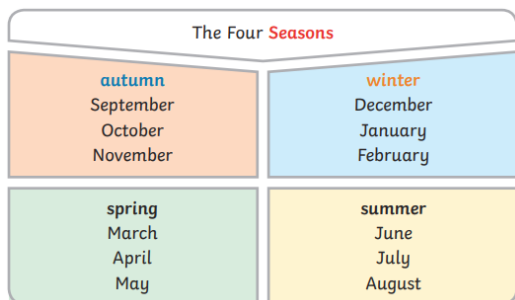 The Four Seasons
autumn
September
October
November
winter
December
January
February
spring
March
April
May
summer
June
July
August